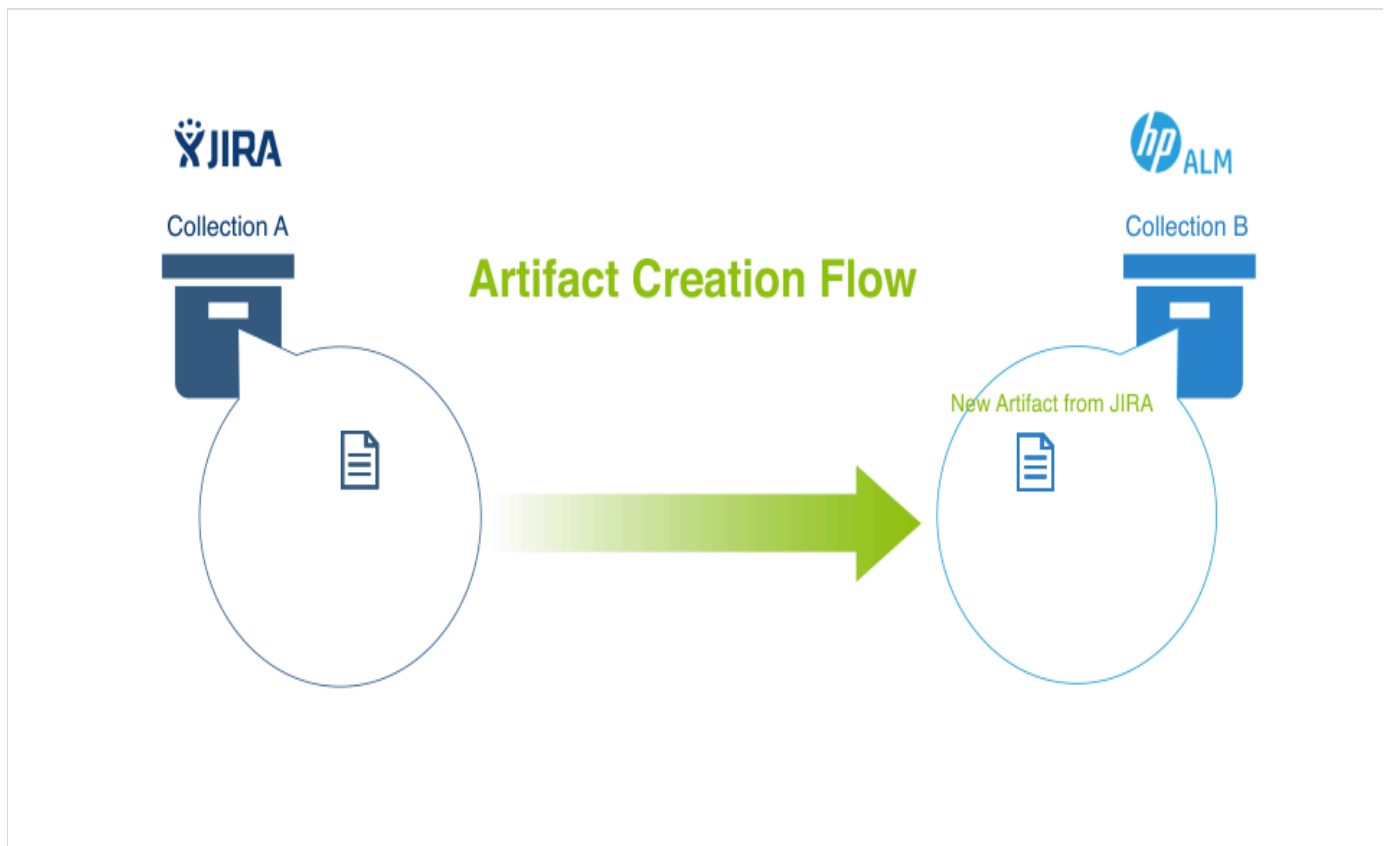 JIRA
hp ALM
Collection A
Collection B
Artifact Creation Flow
New Artifact from JIRA